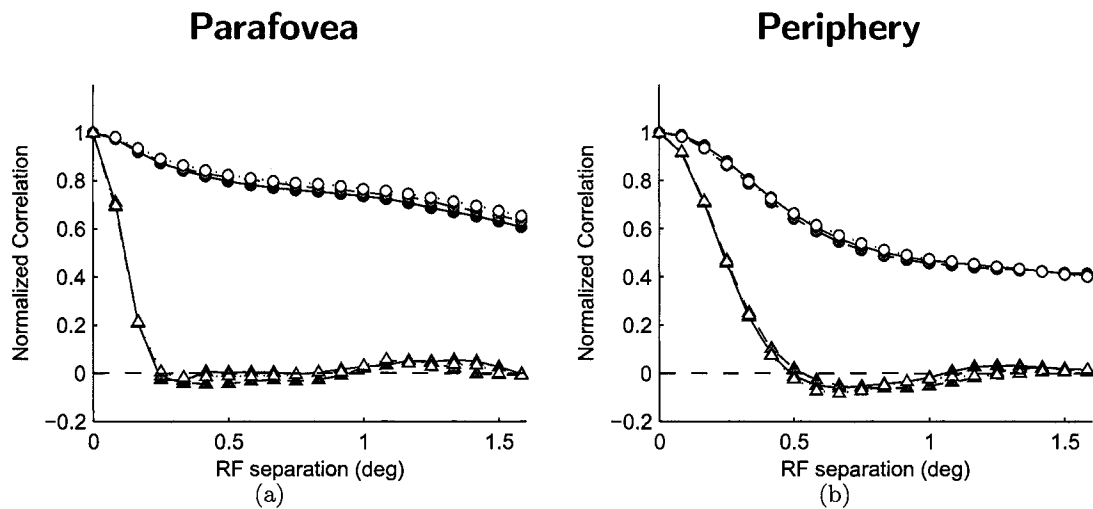 Parafovea
Periphery
Normalized Correlation
1
0.8
0.6
0.4
0.2
0
−0.2
0
0.5
1
1.5
RF separation (deg)
(a)
Normalized Correlation
1
0.8
0.6
0.4
0.2
0
−0.2
0
0.5
1
1.5
RF separation (deg)
(b)